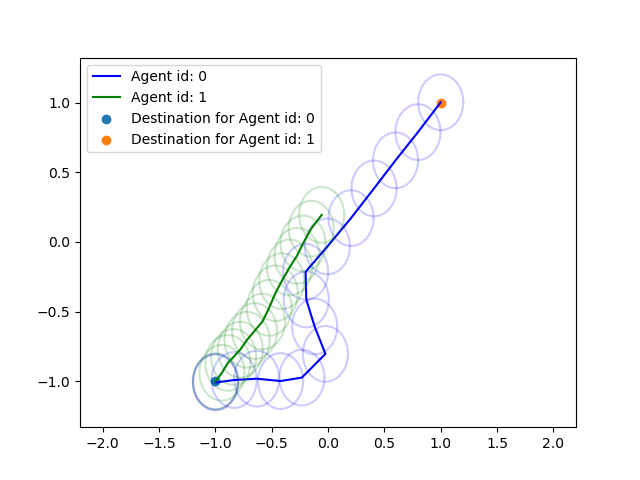 Agent id: 0
Agent id: 1
Destination for Agent id: 0
Destination for Agent id: 1
1.0
0.5
0.0
−0.5
−1.0
−2.0 −1.5 −1.0 −0.5 0.0 0.5 1.0 1.5 2.0